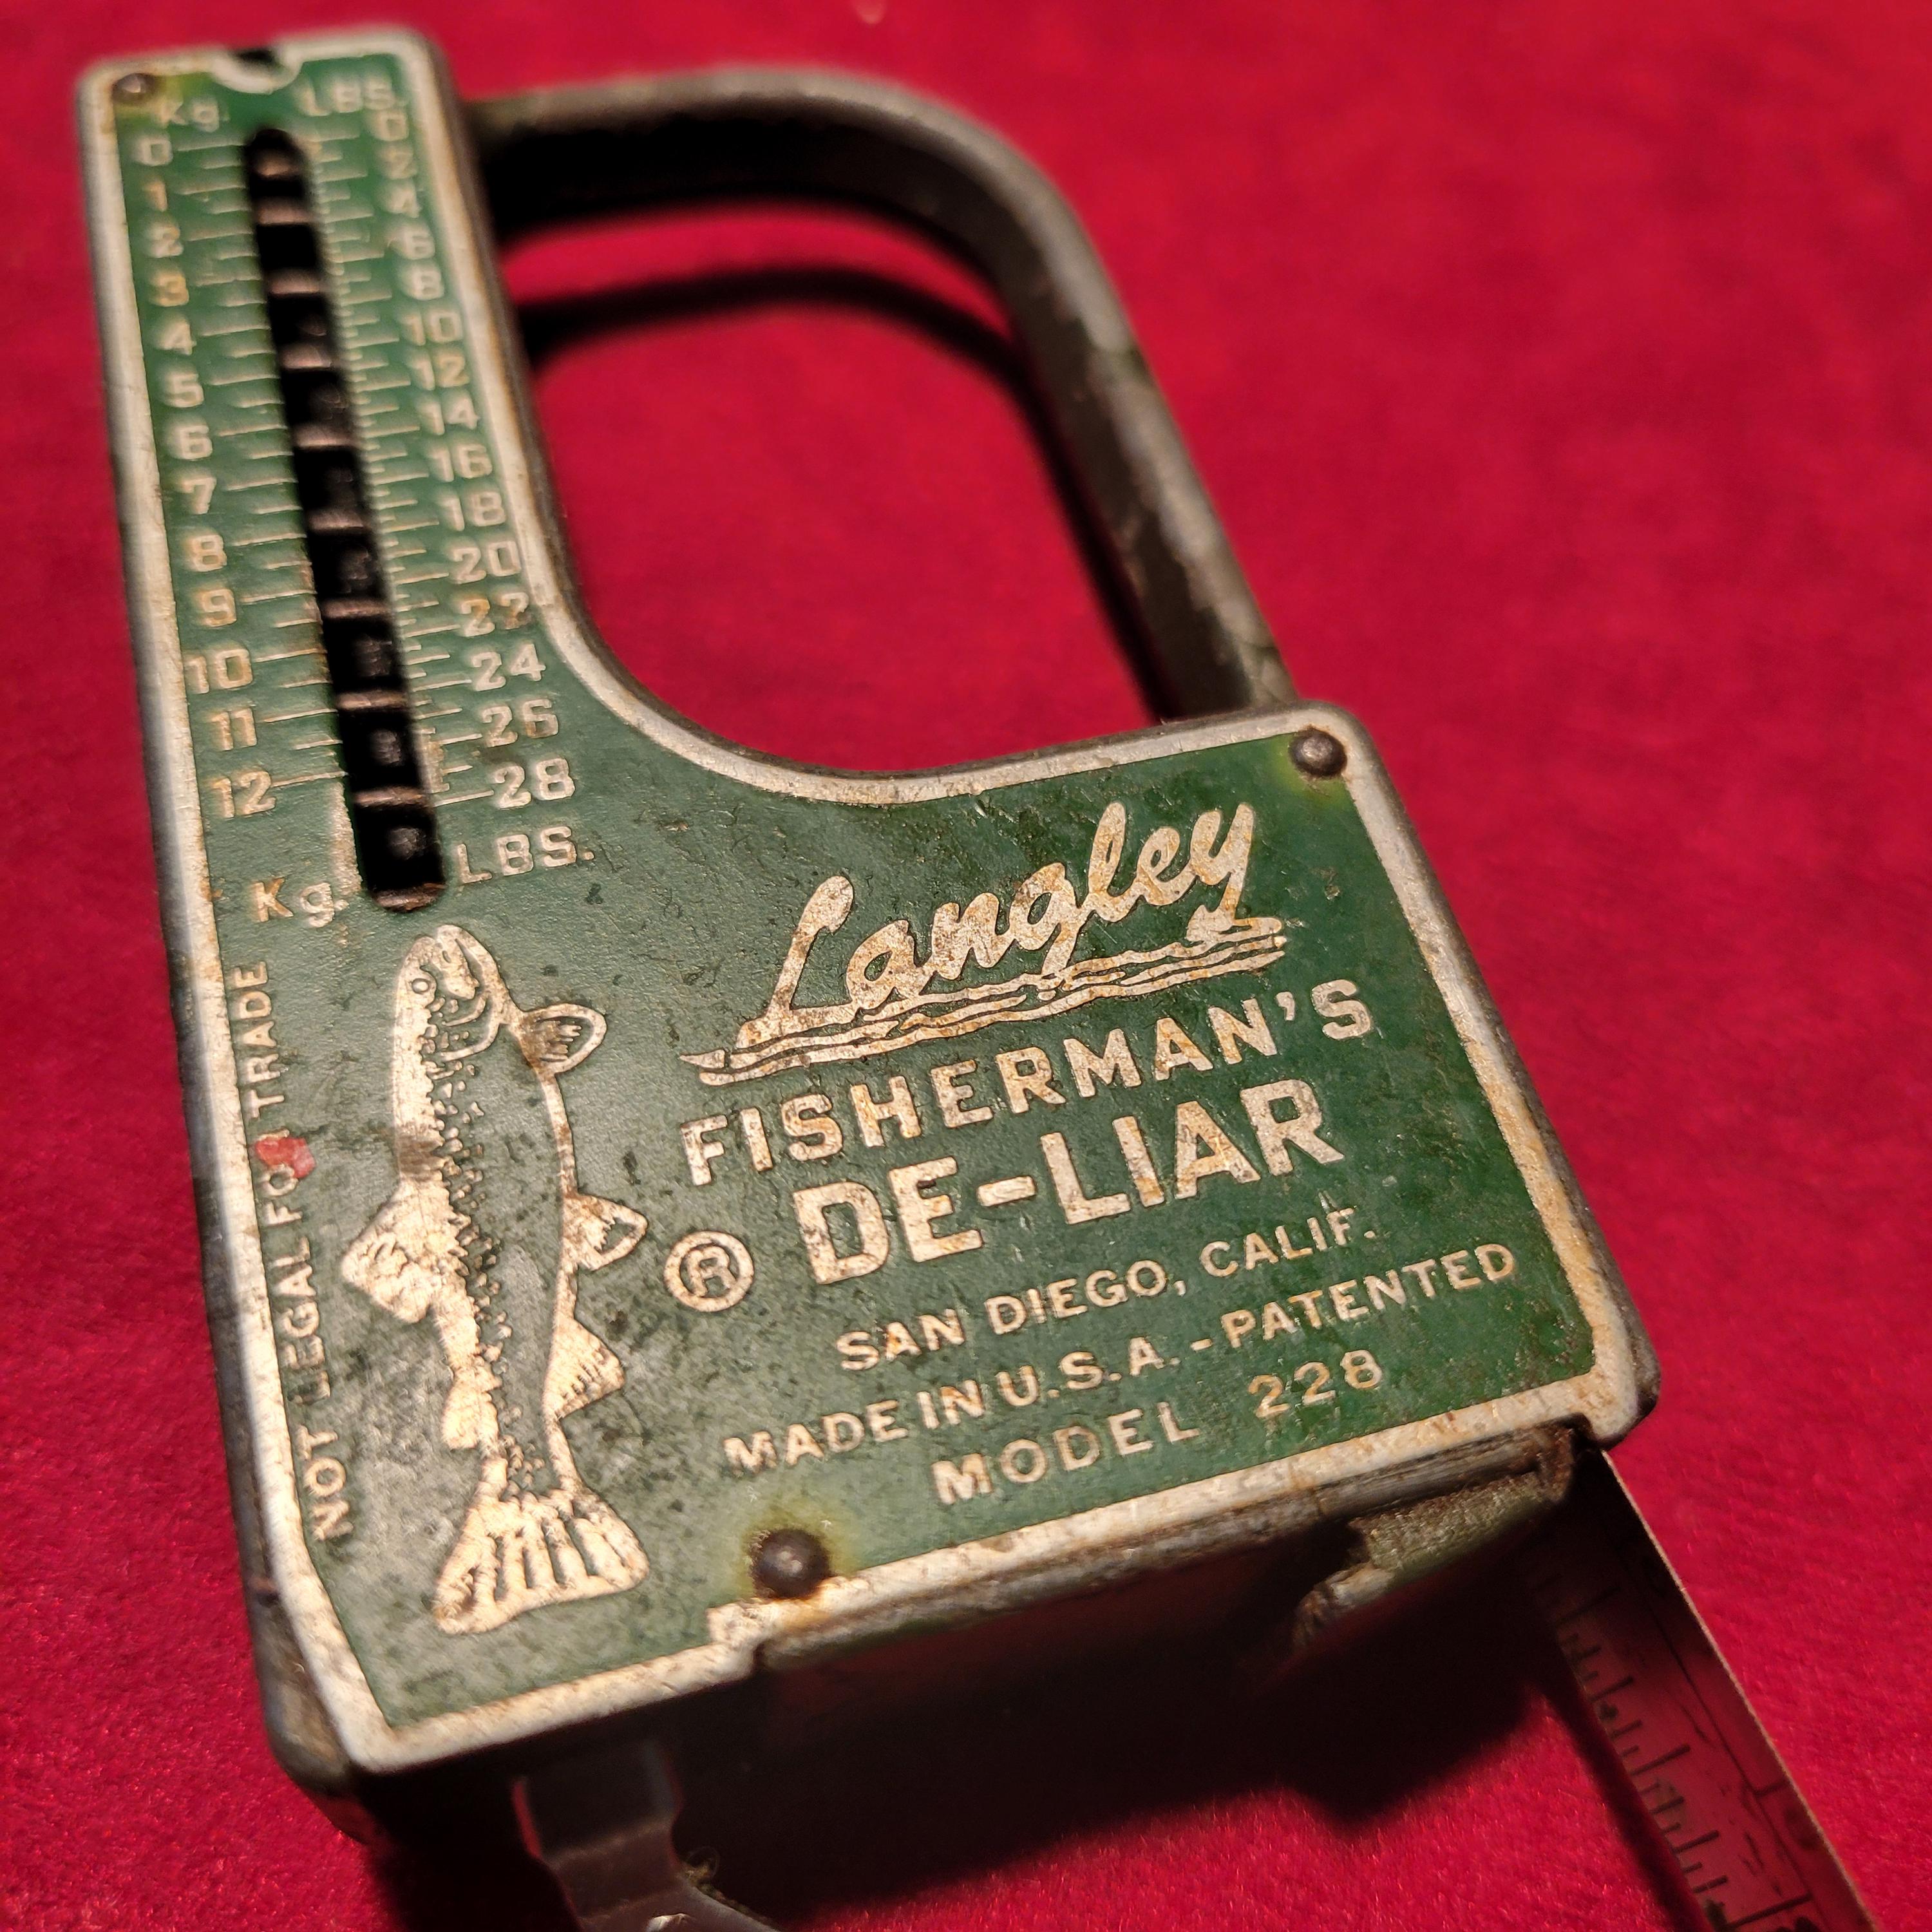 Kg. LBS.
0 0
1 2
2 4
3 6
4 8
5 10
6 12
7 14
8 16
9 18
10 20
11 22
12 24
26
28
Kg. LBS.
NOT LEGAL FOR TRADE
Langley
FISHERMAN'S
® DE-LIAR
SAN DIEGO, CALIF.
MADE IN U.S.A. - PATENTED
MODEL 228